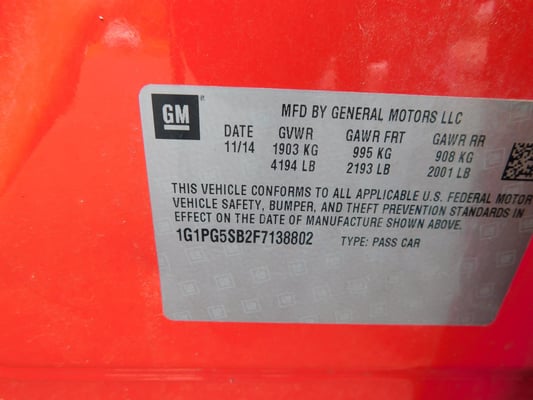 GM
MFD BY GENERAL MOTORS LLC
DATE GVWR GAWR FRT GAWR RR
11/14 1903 KG 995 KG 908 KG
4194 LB 2193 LB 2001 LB
THIS VEHICLE CONFORMS TO ALL APPLICABLE U.S. FEDERAL MOTOR
VEHICLE SAFETY, BUMPER, AND THEFT PREVENTION STANDARDS IN
EFFECT ON THE DATE OF MANUFACTURE SHOWN ABOVE.
1G1PG5SB2F7138802 TYPE: PASS CAR